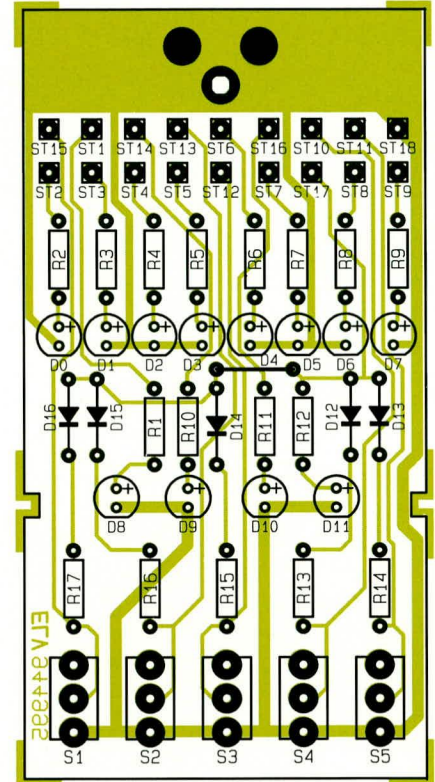 ST15 ST1 ST14 ST13 ST6 ST16 ST10 ST11 ST18
ST2 ST3 ST4 ST5 ST12 ST7 ST17 ST8 ST9
R2 R3 R4 R5 R6 R7 R8 R9
D0 D1 D2 D3 D4 D5 D6 D7
D16 D15 R1 R10 D14 R11 R12 D12 D13
D8 D9 D10 D11
R17 R16 R15 R13 R14
ELV 944995
S1 S2 S3 S4 S5